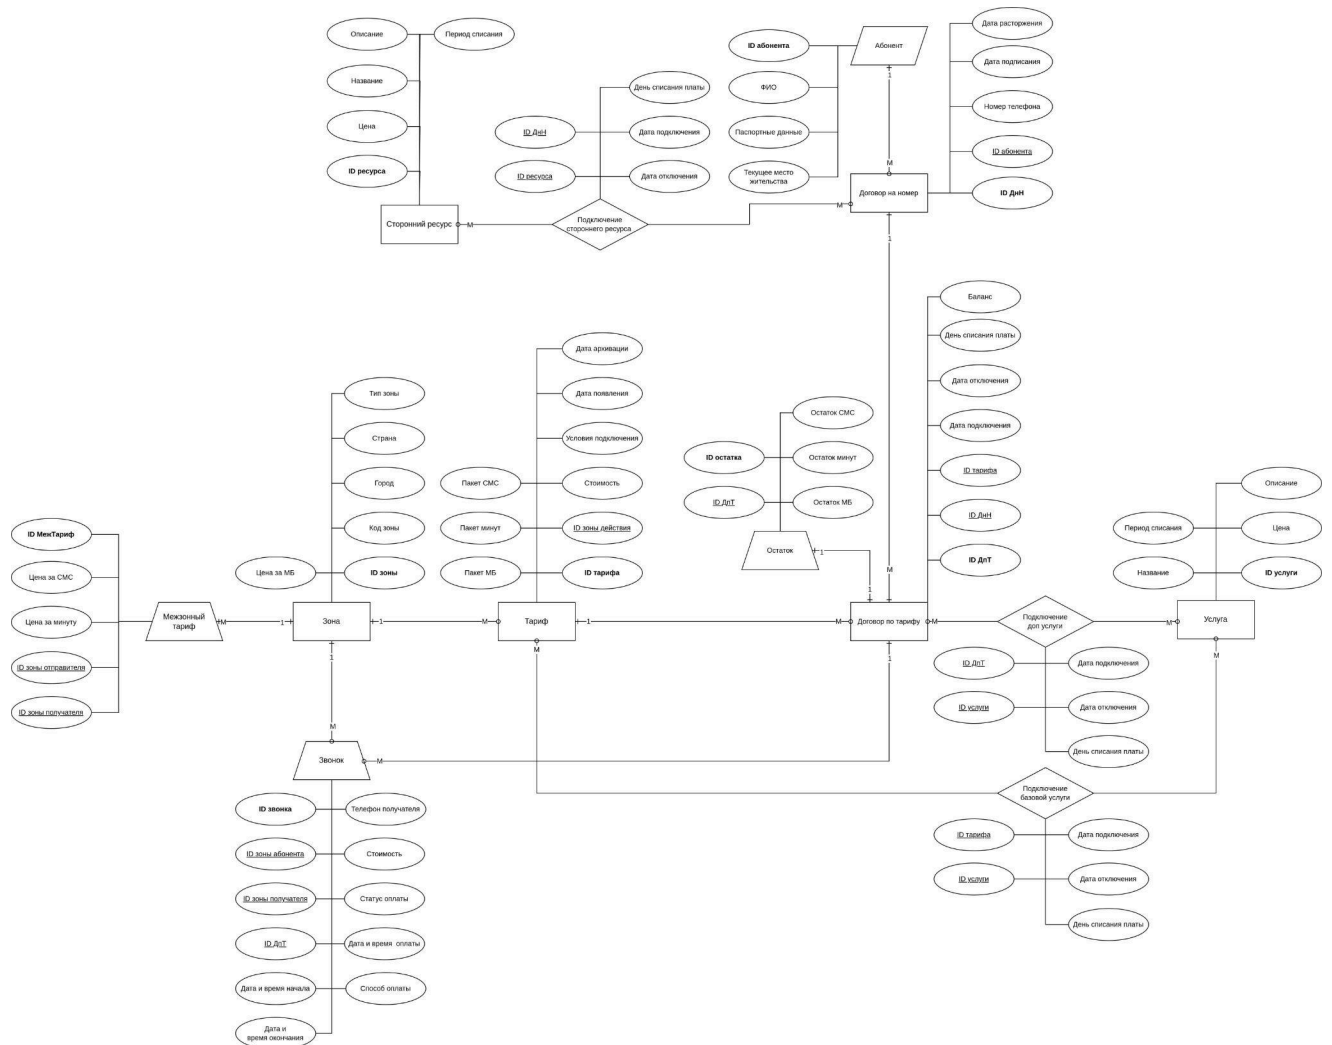 Описание
Период списания
Название
Цена
ID ресурса
Сторонний ресурс
М
День списания платы
ID ДнН
Дата подключения
ID ресурса
Дата отключения
Подключение
стороннего ресурса
М
ID абонента
ФИО
Паспортные данные
Текущее место
жительства
Абонент
1
М
Договор на номер
1
Дата расторжения
Дата подписания
Номер телефона
ID абонента
ID ДнН
Баланс
День списания платы
Дата отключения
Дата подключения
ID тарифа
ID ДнН
ID ДпТ
Остаток СМС
ID остатка
Остаток минут
ID ДпТ
Остаток МБ
Остаток
1
1
М
Дата архивации
Дата появления
Условия подключения
Пакет СМС
Стоимость
Пакет минут
ID зоны действия
Пакет МБ
ID тарифа
Тип зоны
Страна
Город
Код зоны
Цена за МБ
ID зоны
ID МежТариф
Цена за СМС
Цена за минуту
ID зоны отправителя
ID зоны получателя
Межзонный
тариф
М
1
Зона
1
М
Тариф
1
М
Договор по тарифу
М
Подключение
доп услуги
М
Услуга
Описание
Период списания
Цена
Название
ID услуги
1
М
1
М
ID ДпТ
Дата подключения
ID услуги
Дата отключения
День списания платы
М
Звонок
М
Подключение
базовой услуги
ID тарифа
Дата подключения
ID услуги
Дата отключения
День списания платы
ID звонка
Телефон получателя
ID зоны абонента
Стоимость
ID зоны получателя
Статус оплаты
ID ДпТ
Дата и время оплаты
Дата и время начала
Способ оплаты
Дата и
время окончания